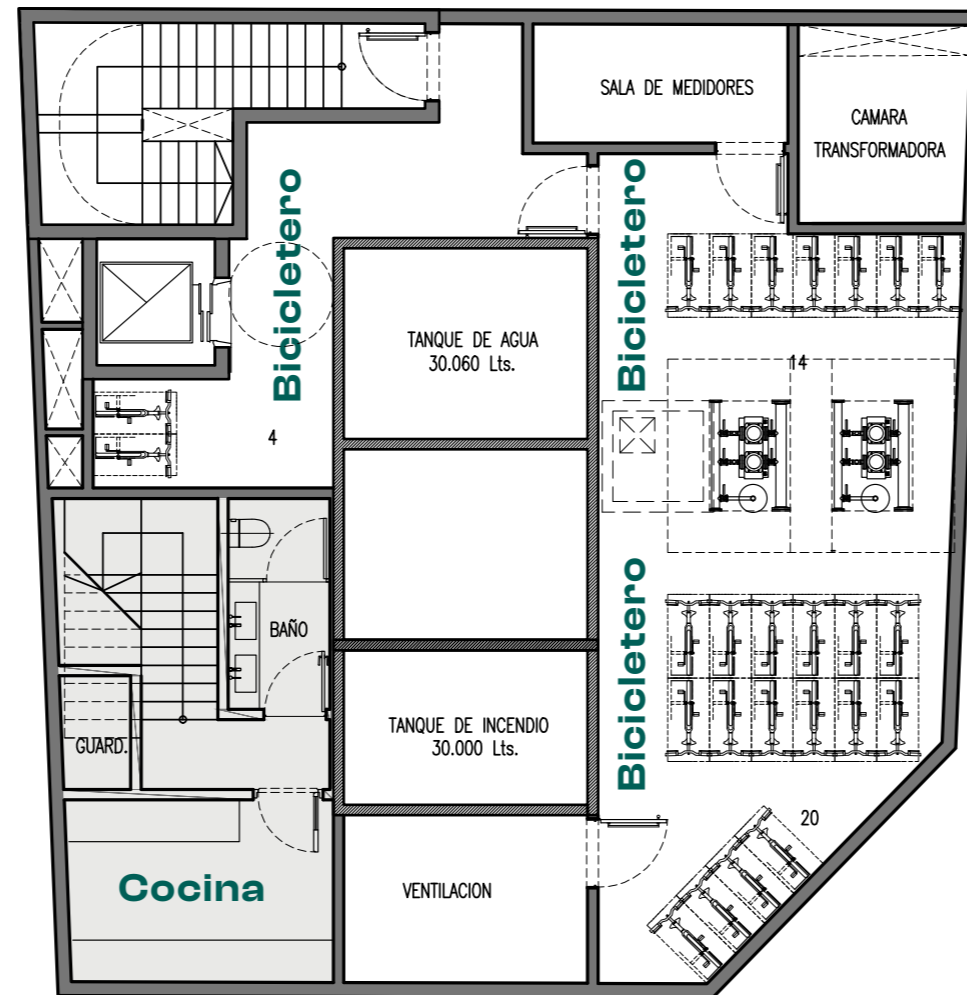 SALA DE MEDIDORES
CAMARA
TRANSFORMADORA
Bicicletero
Bicicletero
TANQUE DE AGUA
30.060 Lts.
14
4
Bicicletero
BAÑO
GUARD.
TANQUE DE INCENDIO
30.000 Lts.
20
Cocina
VENTILACION